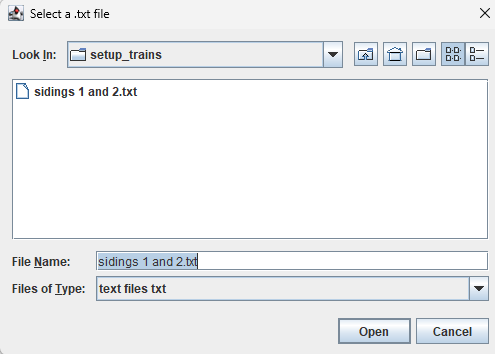 Select a .txt file
Look In: setup_trains
sidings 1 and 2.txt
File Name: sidings 1 and 2.txt
Files of Type: text files txt
Open Cancel